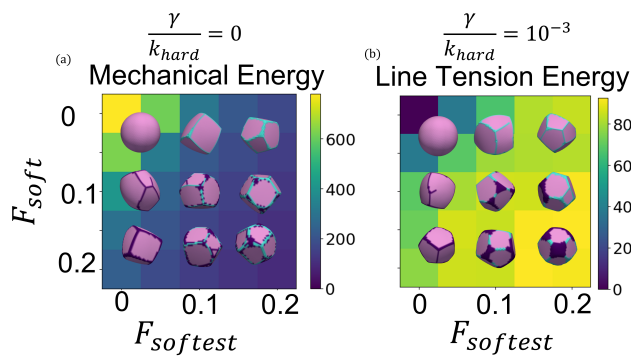 γ/k_hard = 0
γ/k_hard = 10⁻³
(a)
(b)
Mechanical Energy
Line Tension Energy
F_soft
0
0.1
0.2
0
0.1
0.2
F_softest
600
400
200
0
0
0.1
0.2
F_softest
80
60
40
20
0